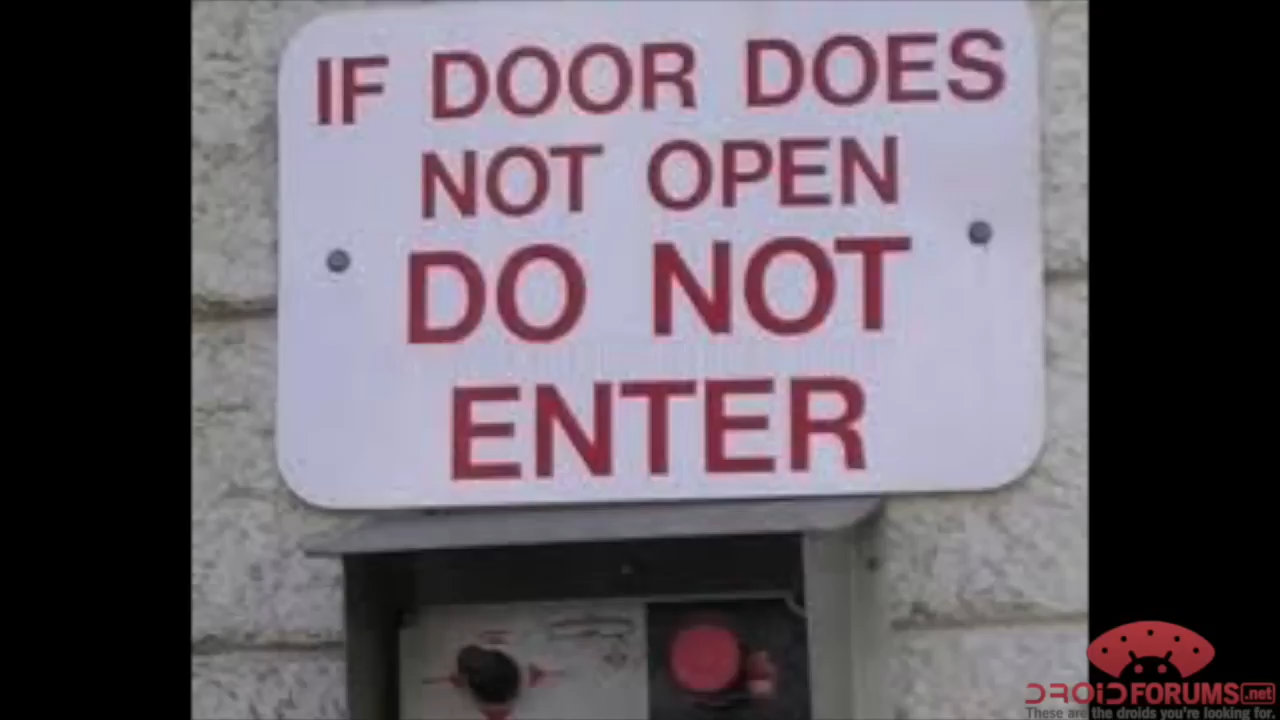 IF DOOR DOES
NOT OPEN
DO NOT
ENTER
DROIDFORUMS.net
These are the droids you're looking for.